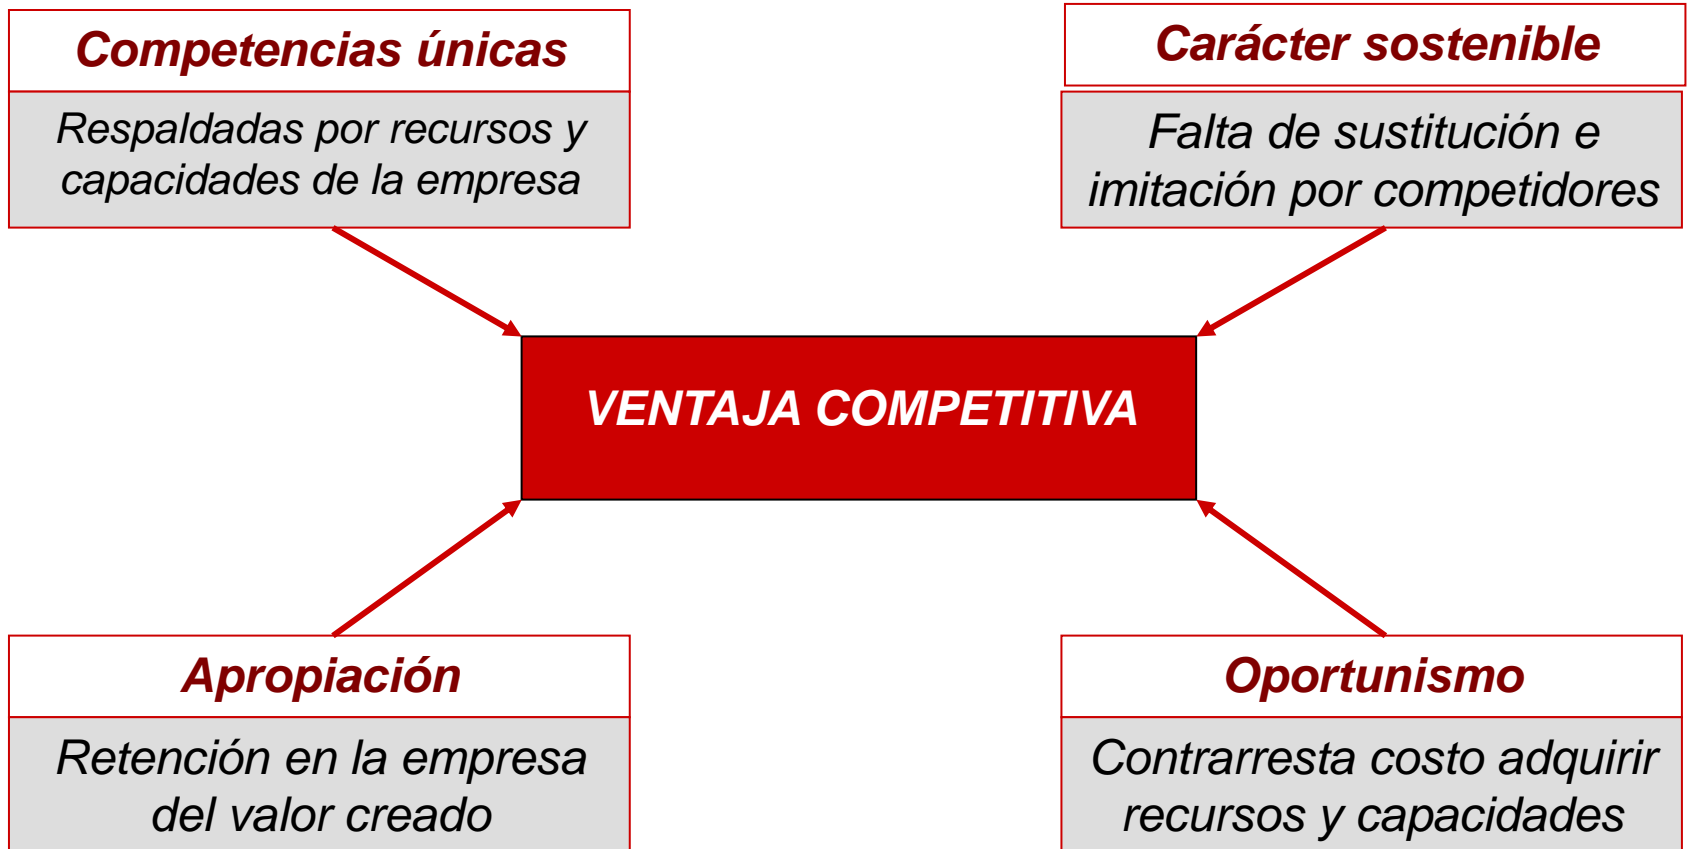 Competencias únicas
Respaldadas por recursos y
capacidades de la empresa
Carácter sostenible
Falta de sustitución e
imitación por competidores
VENTAJA COMPETITIVA
Apropiación
Retención en la empresa
del valor creado
Oportunismo
Contrarresta costo adquirir
recursos y capacidades